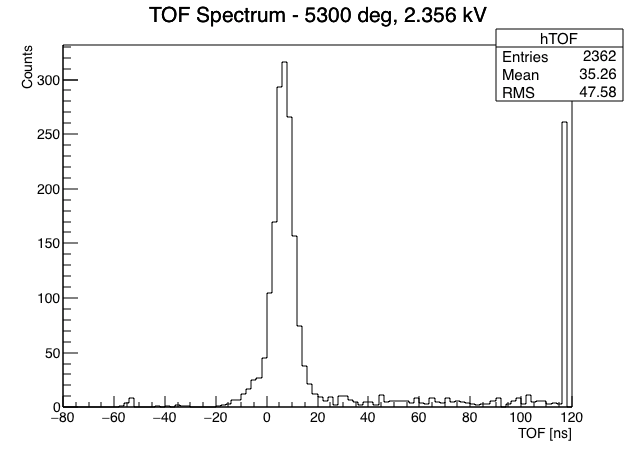 TOF Spectrum - 5300 deg, 2.356 kV
hTOF
Entries 2362
Mean 35.26
RMS 47.58
Counts
300
250
200
150
100
50
0
−80 −60 −40 −20 0 20 40 60 80 100 120
TOF [ns]